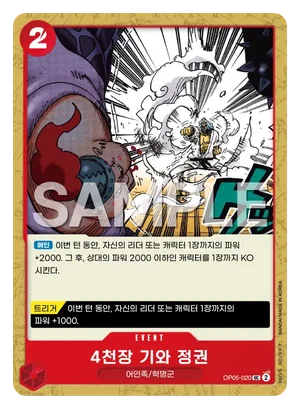 2
SAMPLE
메인 이번 턴 동안, 자신의 리더 또는 캐릭터 1장까지의 파워
+2000. 그 후, 상대의 파워 2000 이하인 캐릭터를 1장까지 KO
시킨다.
트리거 이번 턴 동안, 자신의 리더 또는 캐릭터 1장까지의
파워 +1000.
EVENT
4천장 기와 정권
어인족/혁명군
OP05-020 UC 2